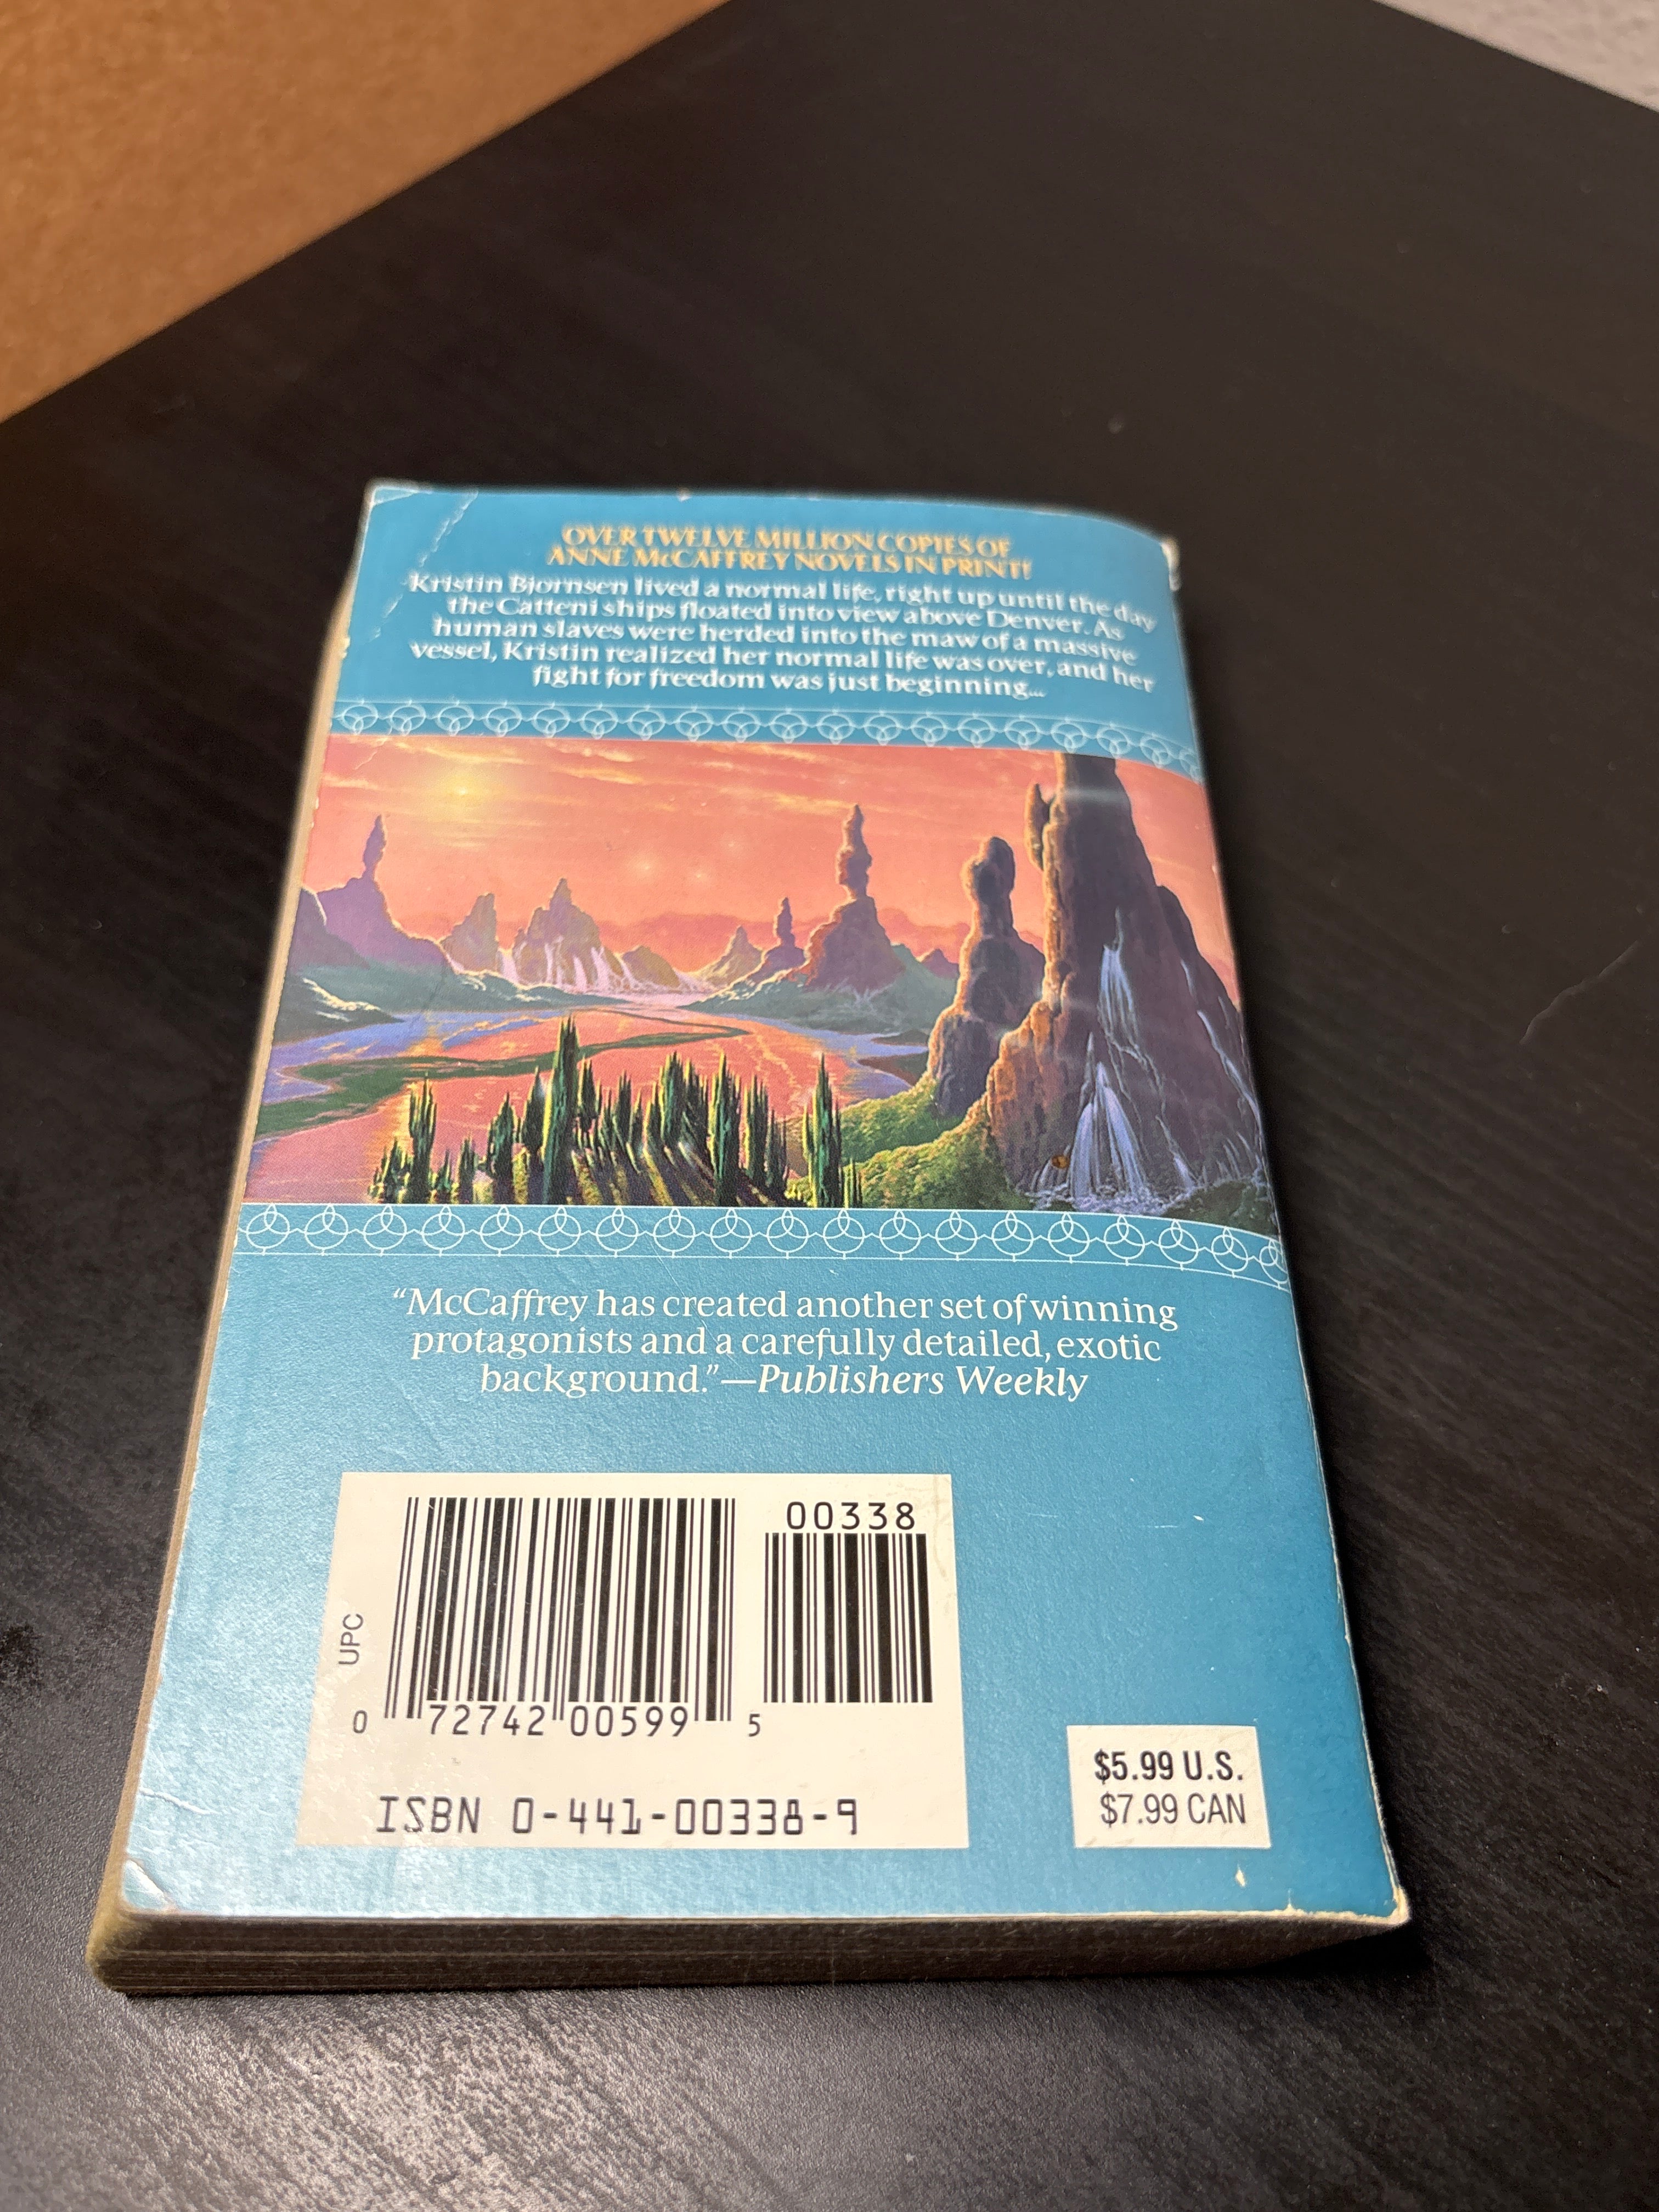 OVER TWELVE MILLION COPIES OF
ANNE McCAFFREY NOVELS IN PRINT!
Kristin Bjornsen lived a normal life, right up until the day
the Catteni ships floated into view above Denver. As
human slaves were herded into the maw of a massive
vessel, Kristin realized her normal life was over, and her
fight for freedom was just beginning...
“McCaffrey has created another set of winning
protagonists and a carefully detailed, exotic
background.”—Publishers Weekly
00338
UPC
0 72742 00599 5
ISBN 0-441-00338-9
$5.99 U.S.
$7.99 CAN